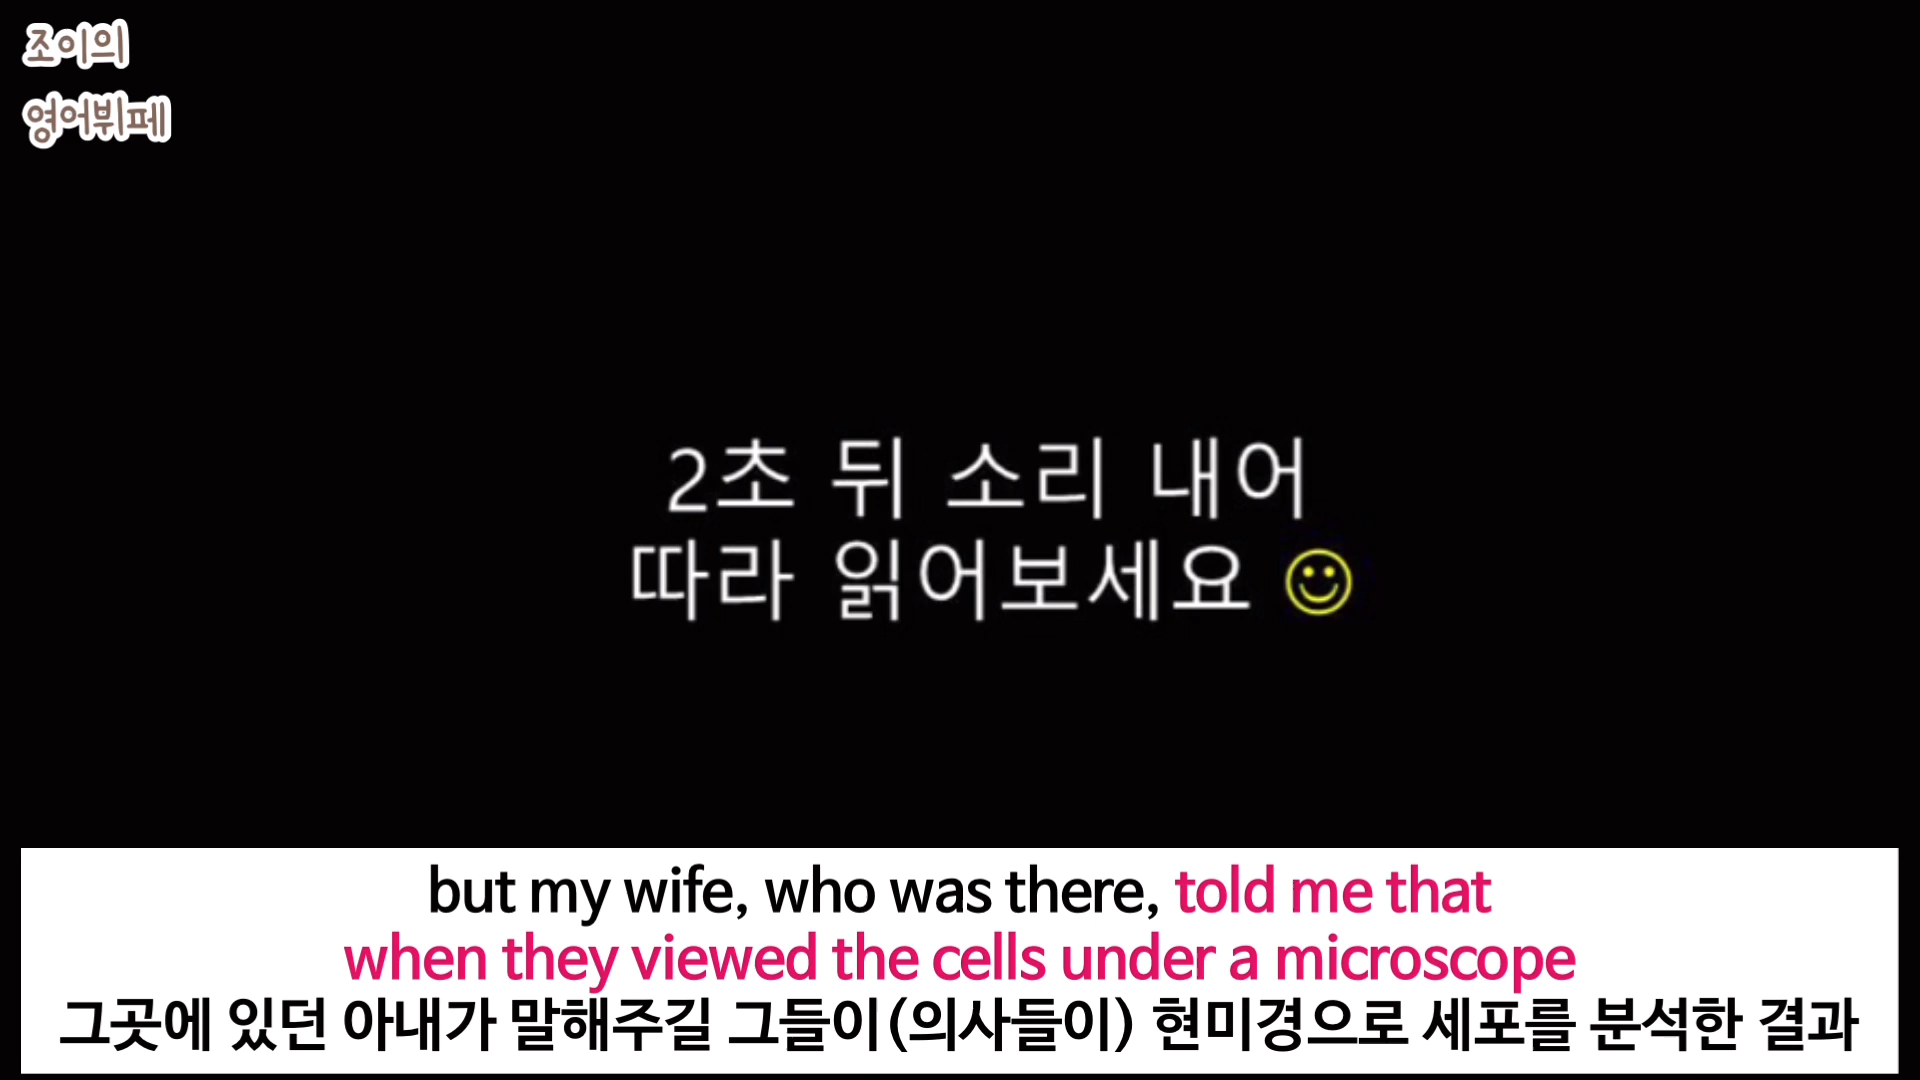 조이의
영어뷔페
2초 뒤 소리 내어
따라 읽어보세요 ☺
but my wife, who was there, told me that
when they viewed the cells under a microscope
그곳에 있던 아내가 말해주길 그들이(의사들이) 현미경으로 세포를 분석한 결과